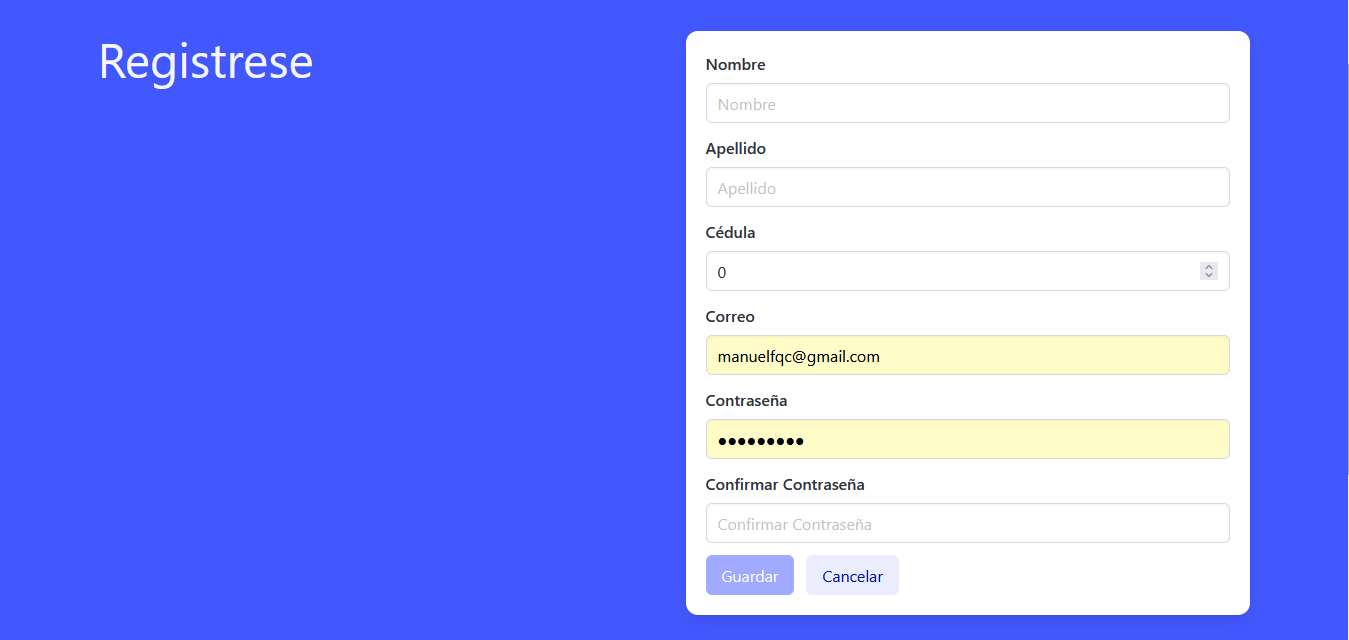 Registrese
Nombre
Nombre
Apellido
Apellido
Cédula
0
Correo
manuelfqc@gmail.com
Contraseña
●●●●●●●●●
Confirmar Contraseña
Confirmar Contraseña
Guardar Cancelar